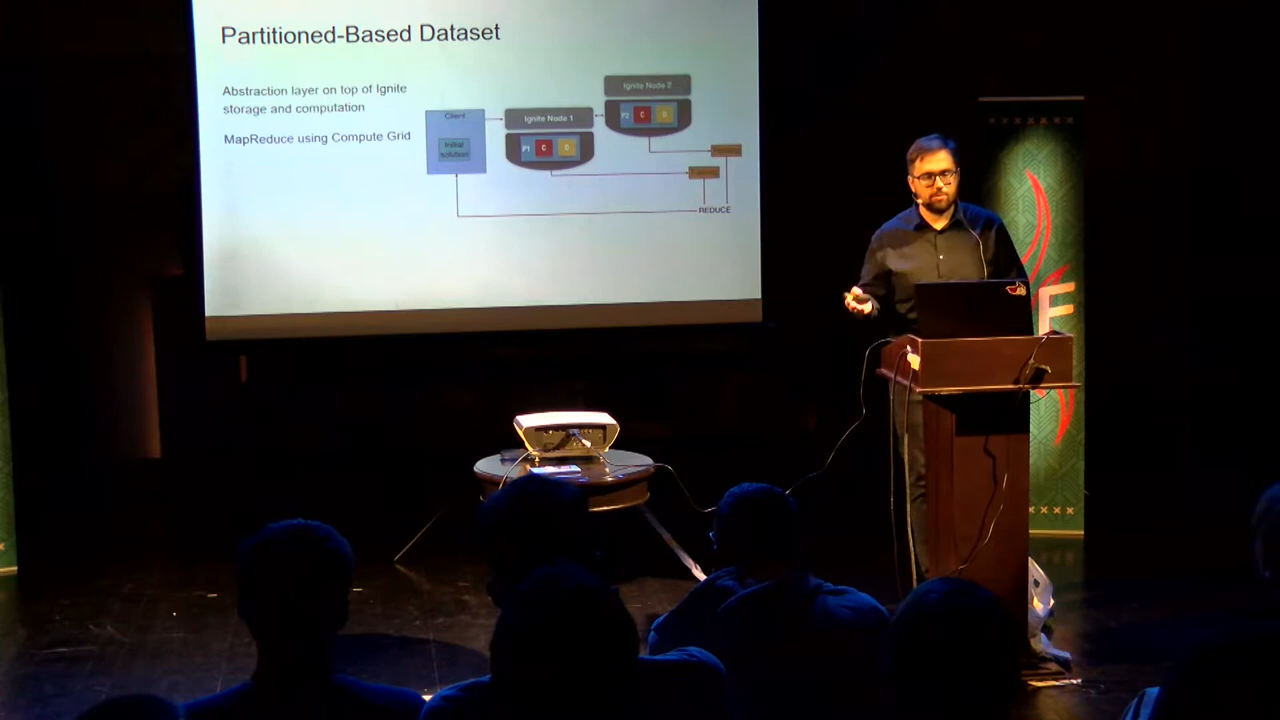 Partitioned-Based Dataset
Abstraction layer on top of Ignite
storage and computation
MapReduce using Compute Grid
Client
Initial
solution
Ignite Node 1
P1 C D
Ignite Node 2
P2 C D
REDUCE
F